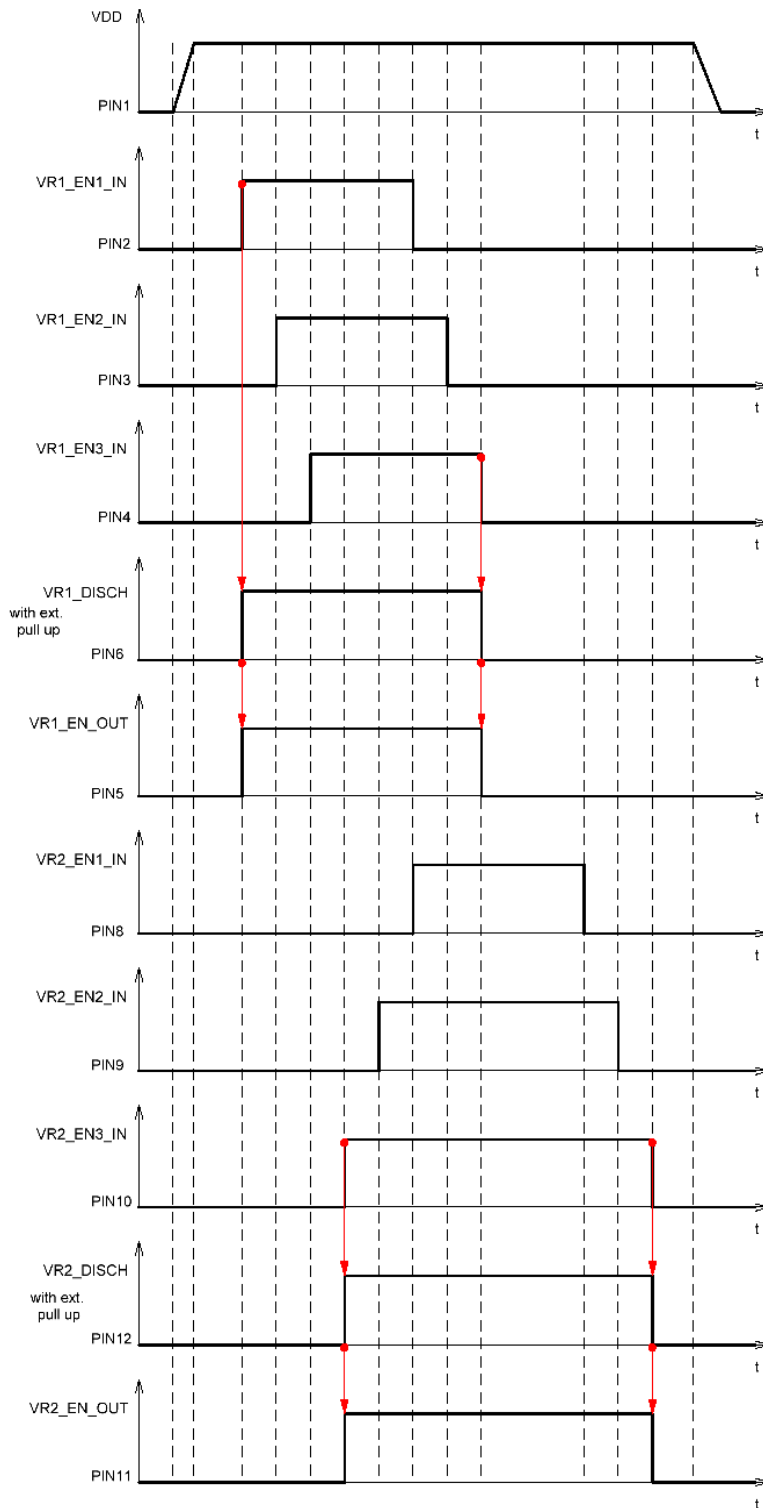 VDD
PIN1
t
VR1_EN1_IN
PIN2
t
VR1_EN2_IN
PIN3
t
VR1_EN3_IN
PIN4
t
VR1_DISCH
with ext.
pull up
PIN6
t
VR1_EN_OUT
PIN5
t
VR2_EN1_IN
PIN8
t
VR2_EN2_IN
PIN9
t
VR2_EN3_IN
PIN10
t
VR2_DISCH
with ext.
pull up
PIN12
t
VR2_EN_OUT
PIN11
t